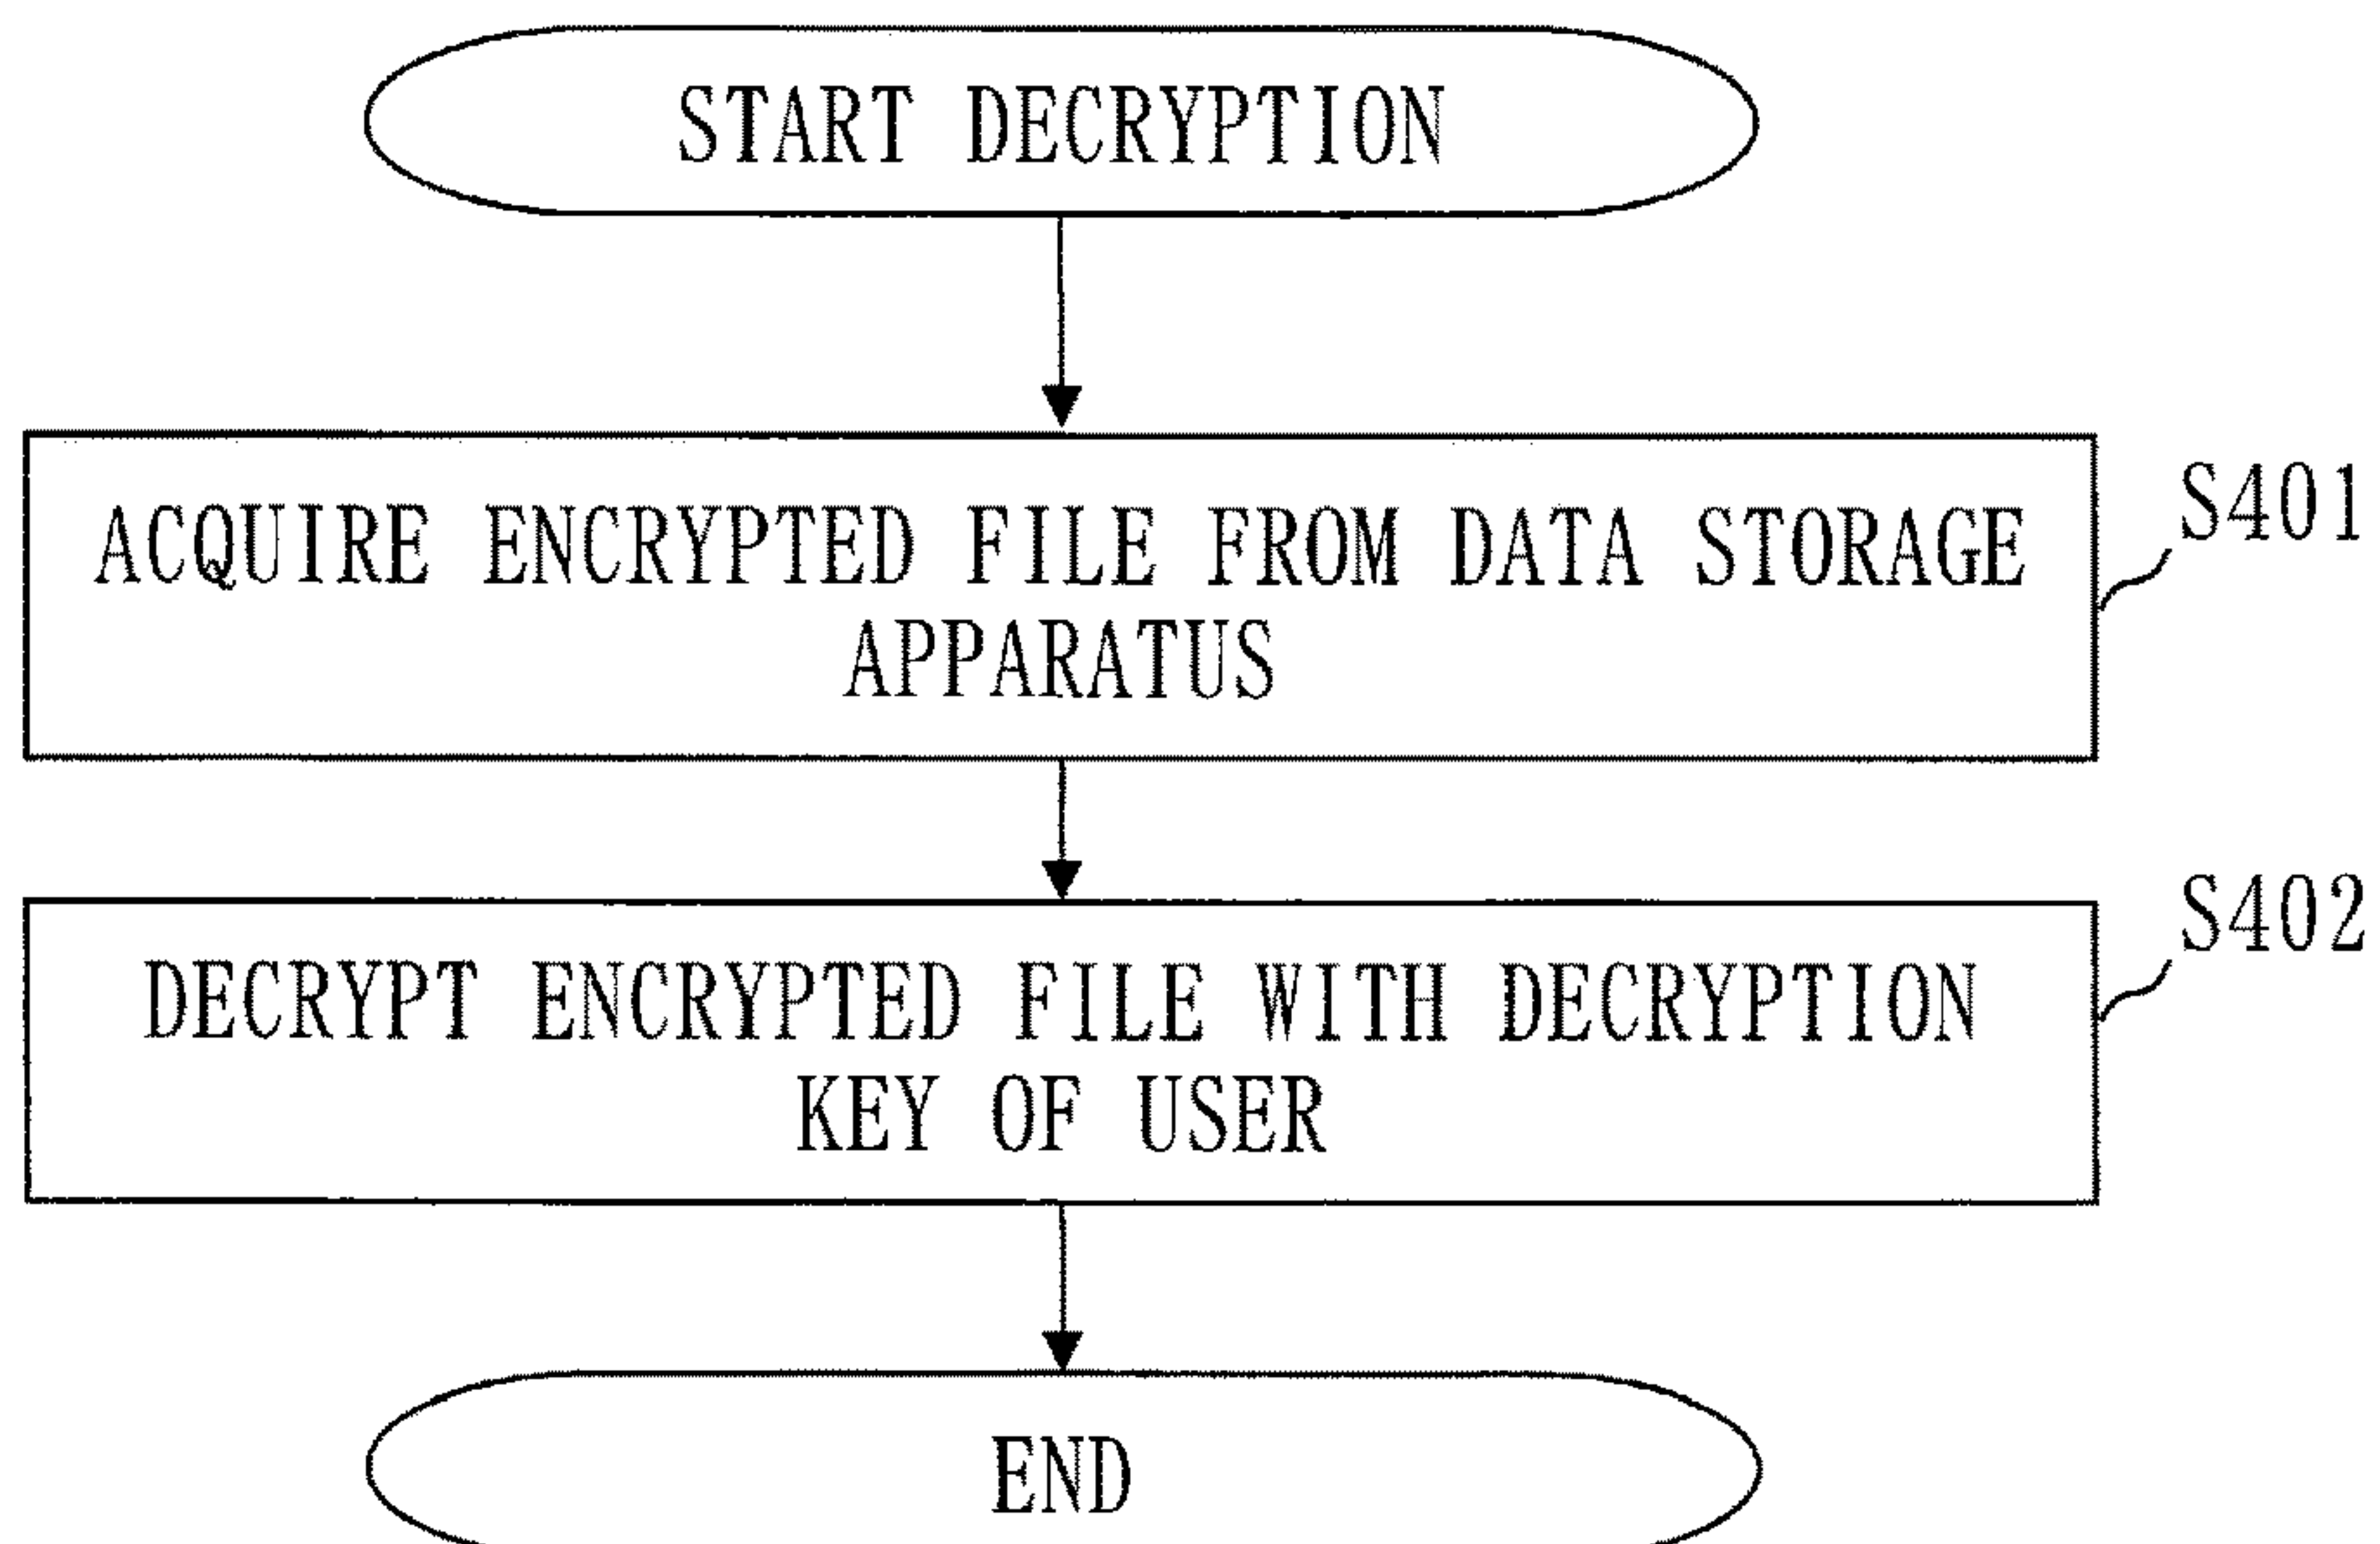 START DECRYPTION
ACQUIRE ENCRYPTED FILE FROM DATA STORAGE
APPARATUS
S401
DECRYPT ENCRYPTED FILE WITH DECRYPTION
KEY OF USER
S402
END